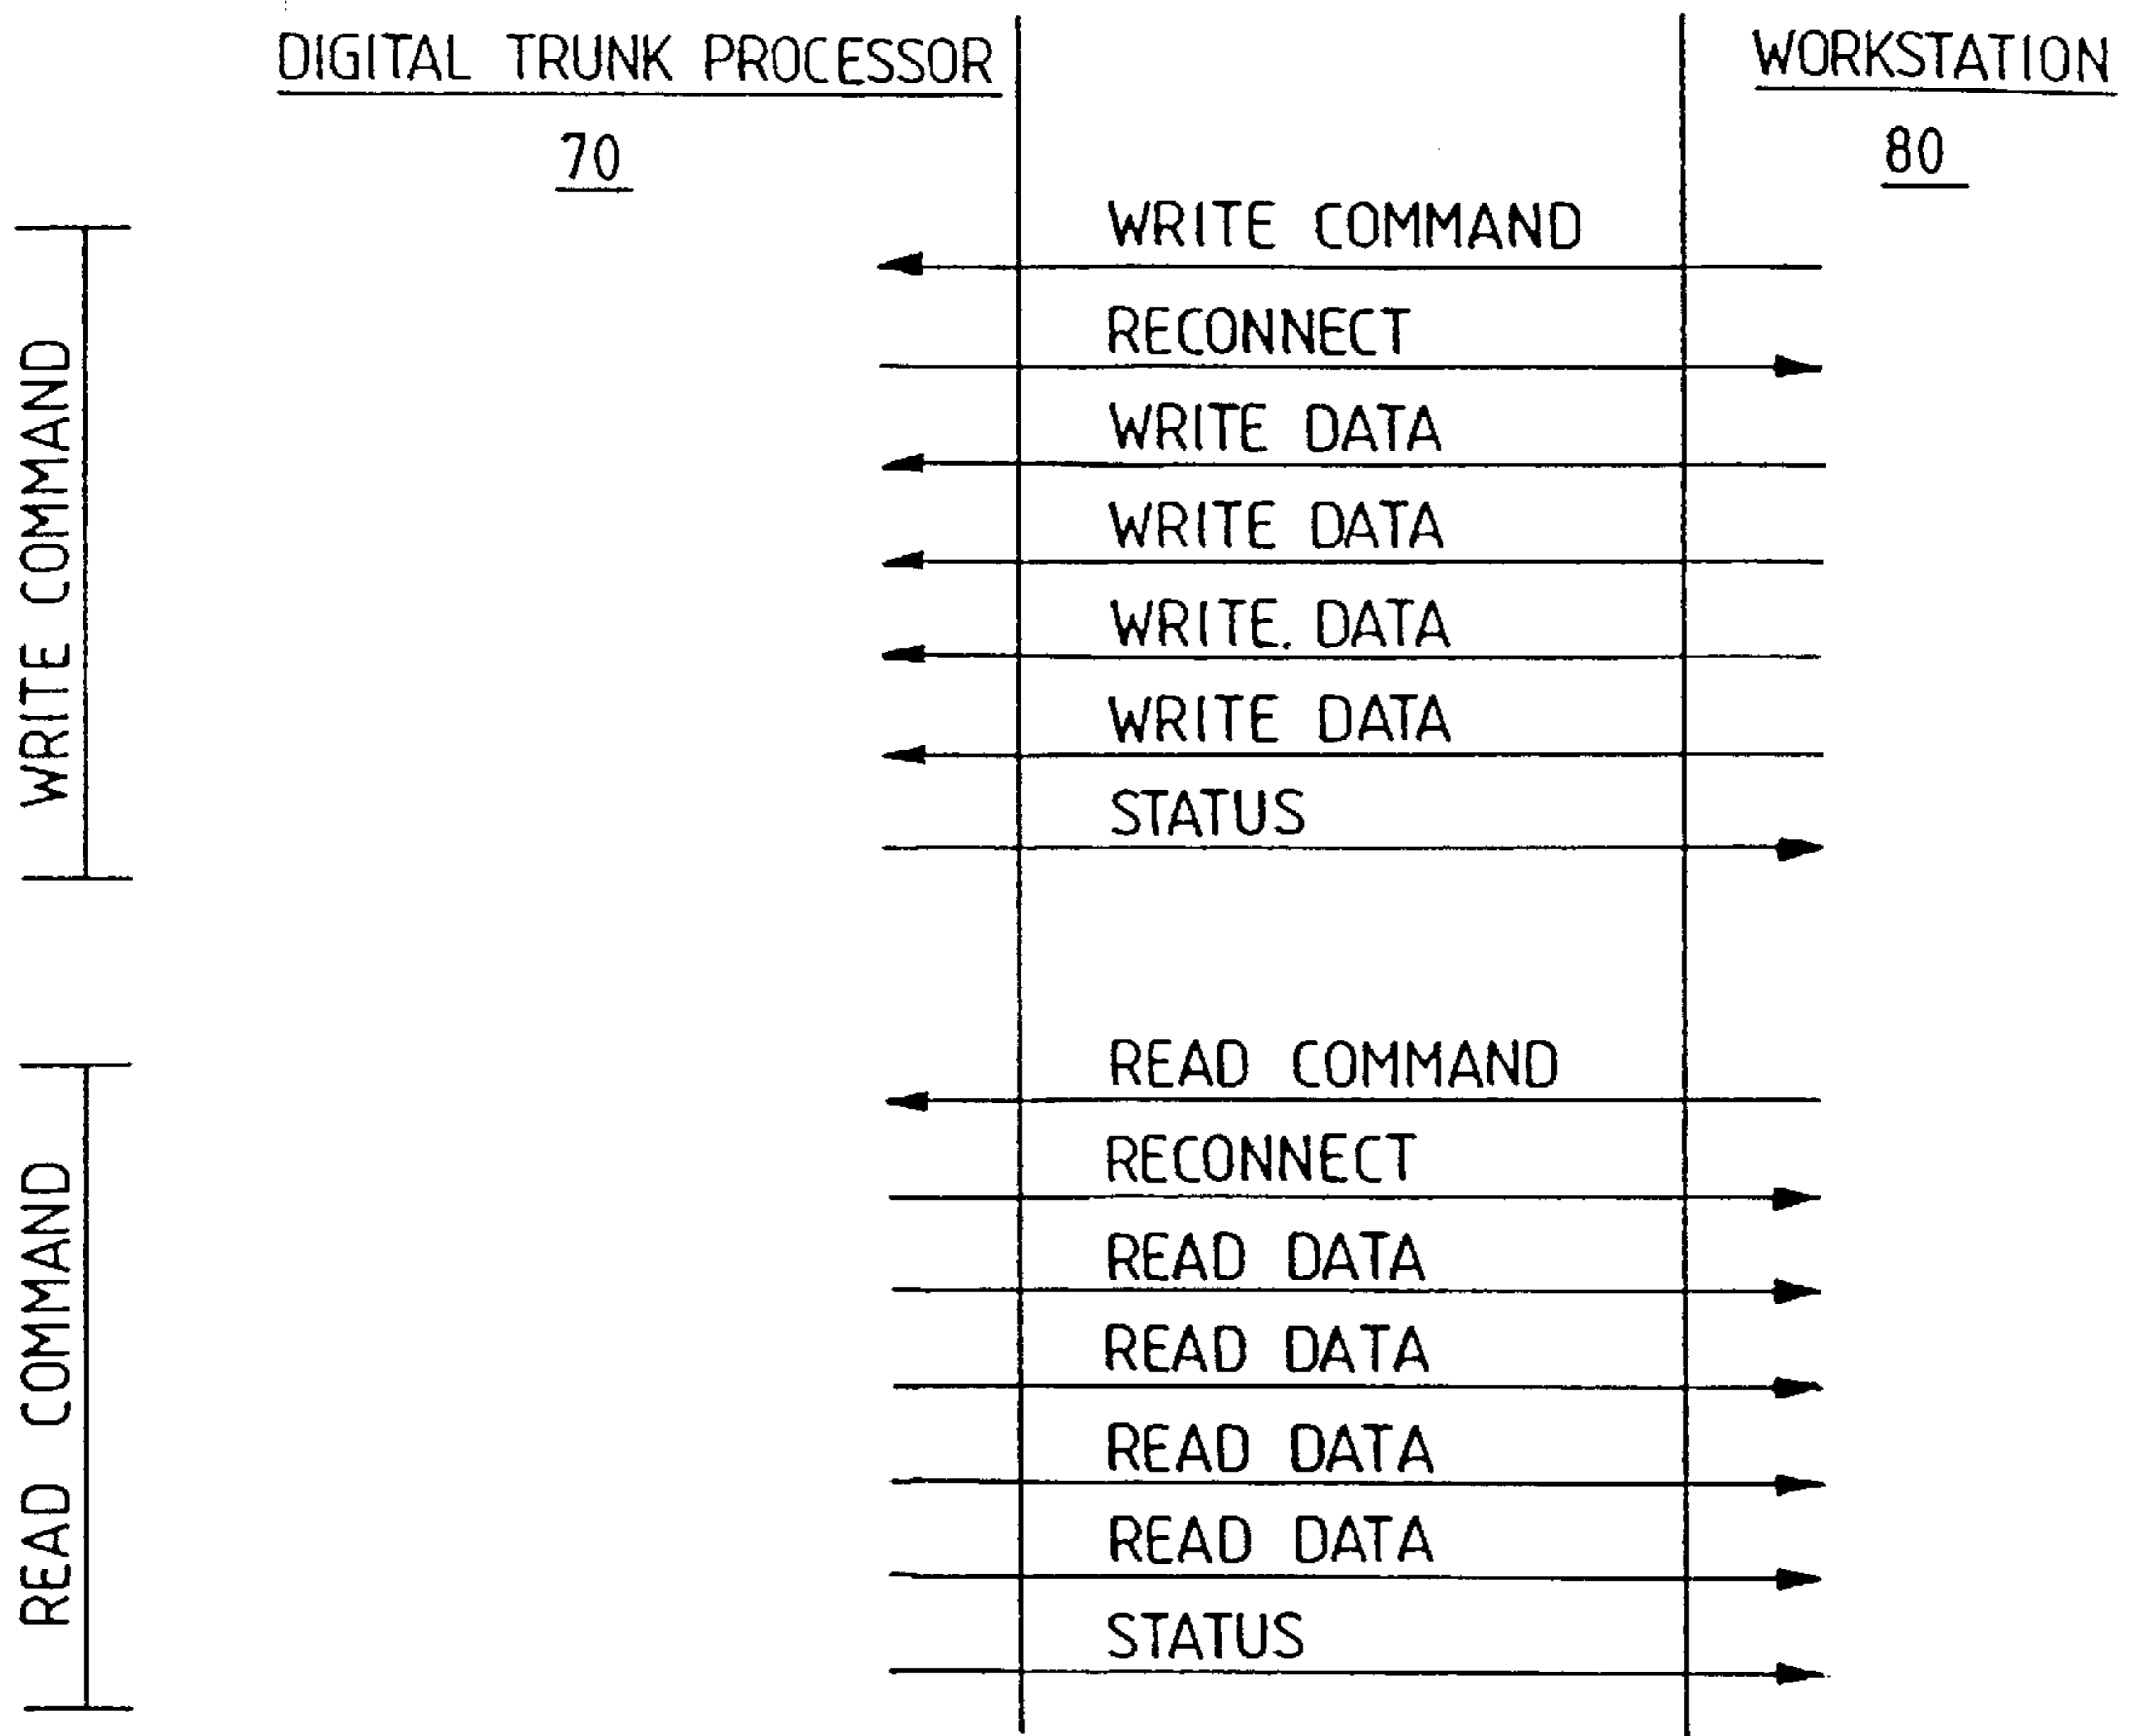 DIGITAL TRUNK PROCESSOR
70
WORKSTATION
80
WRITE COMMAND
WRITE COMMAND
RECONNECT
WRITE DATA
WRITE DATA
WRITE. DATA
WRITE DATA
STATUS
READ COMMAND
READ COMMAND
RECONNECT
READ DATA
READ DATA
READ DATA
READ DATA
STATUS